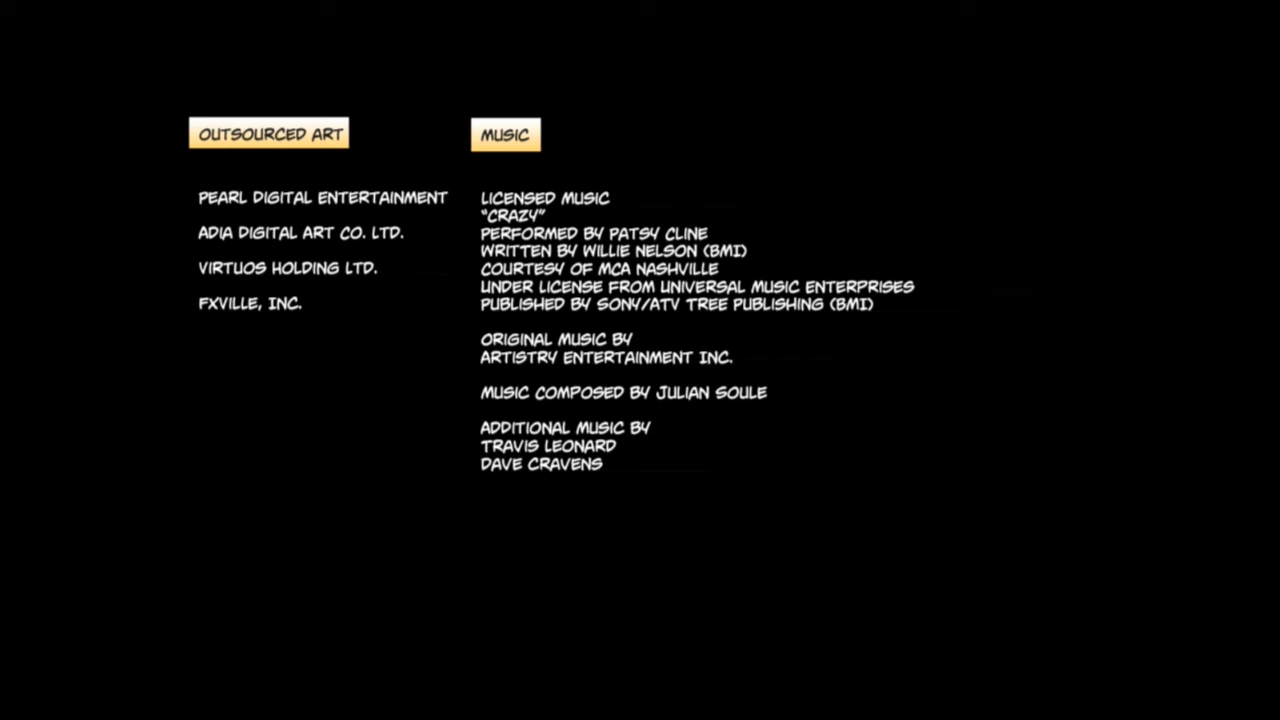 OUTSOURCED ART
PEARL DIGITAL ENTERTAINMENT
ADIA DIGITAL ART CO. LTD.
VIRTUOS HOLDING LTD.
FXVILLE, INC.
MUSIC
LICENSED MUSIC
"CRAZY"
PERFORMED BY PATSY CLINE
WRITTEN BY WILLIE NELSON (BMI)
COURTESY OF MCA NASHVILLE
UNDER LICENSE FROM UNIVERSAL MUSIC ENTERPRISES
PUBLISHED BY SONY/ATV TREE PUBLISHING (BMI)
ORIGINAL MUSIC BY
ARTISTRY ENTERTAINMENT INC.
MUSIC COMPOSED BY JULIAN SOULE
ADDITIONAL MUSIC BY
TRAVIS LEONARD
DAVE CRAVENS